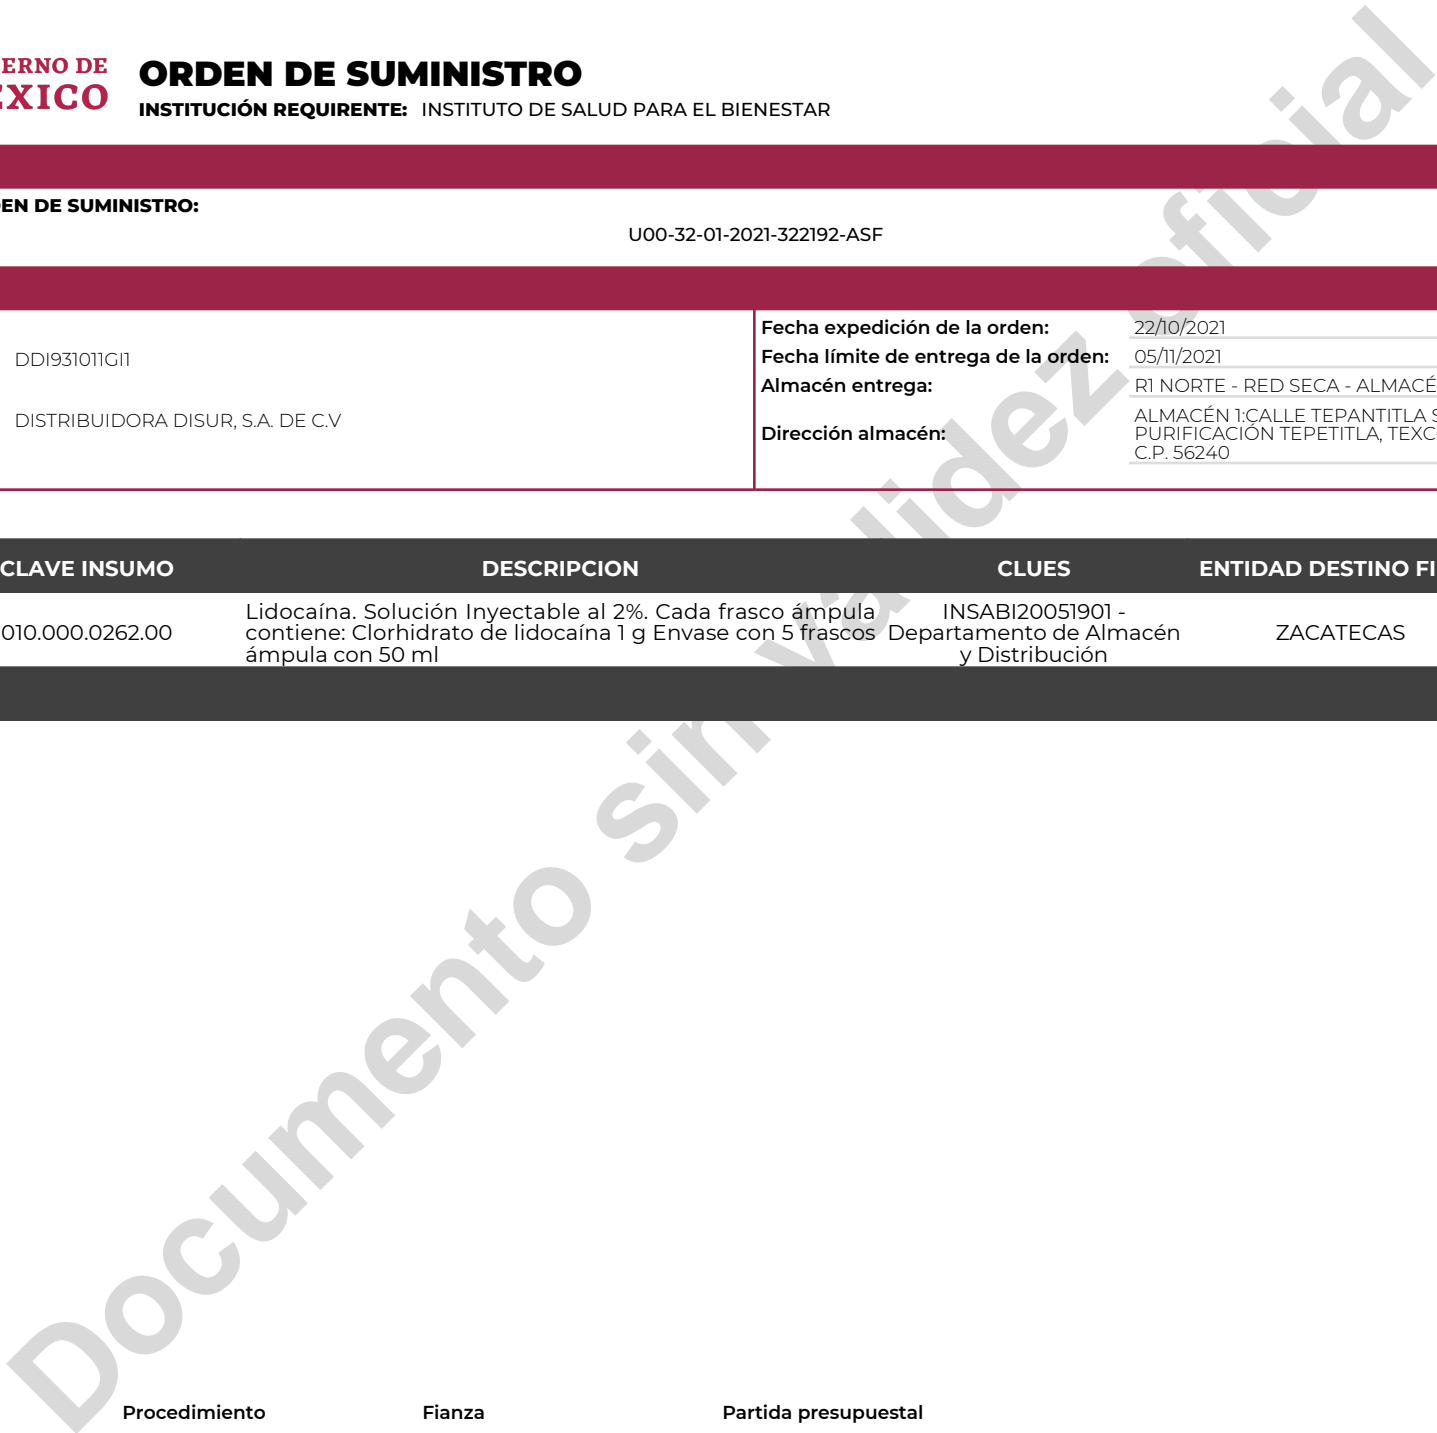 ERNO DE
ÉXICO
ORDEN DE SUMINISTRO
INSTITUCIÓN REQUIRENTE: INSTITUTO DE SALUD PARA EL BIENESTAR
EN DE SUMINISTRO:
U00-32-01-2021-322192-ASF
DDI931011GI1
DISTRIBUIDORA DISUR, S.A. DE C.V
Fecha expedición de la orden: 22/10/2021
Fecha límite de entrega de la orden: 05/11/2021
Almacén entrega: R1 NORTE - RED SECA - ALMACÉ
Dirección almacén:
ALMACÉN 1:CALLE TEPANTITLA S
PURIFICACIÓN TEPETITLA, TEXC
C.P. 56240
CLAVE INSUMO DESCRIPCION CLUES ENTIDAD DESTINO FI
010.000.0262.00
Lidocaína. Solución Inyectable al 2%. Cada frasco ámpula
contiene: Clorhidrato de lidocaína 1 g Envase con 5 frascos
ámpula con 50 ml
INSABI20051901 -
Departamento de Almacén
y Distribución
ZACATECAS
Documento sin validez oficial
Procedimiento Fianza Partida presupuestal